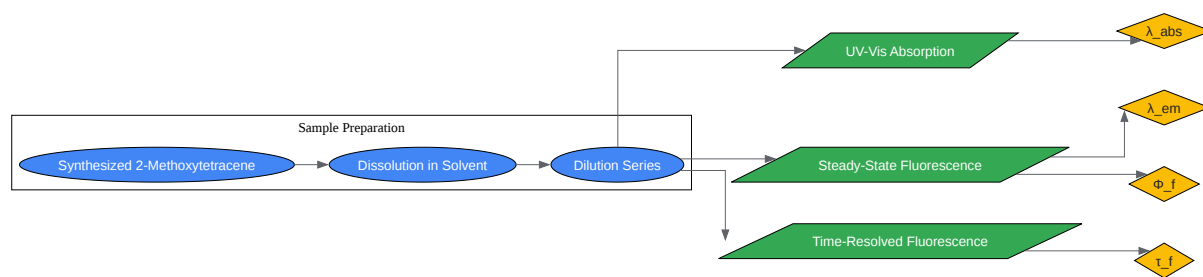 Sample Preparation
Synthesized 2-Methoxytetracene
Dissolution in Solvent
Dilution Series
UV-Vis Absorption
Steady-State Fluorescence
Time-Resolved Fluorescence
λ_abs
λ_em
Φ_f
τ_f